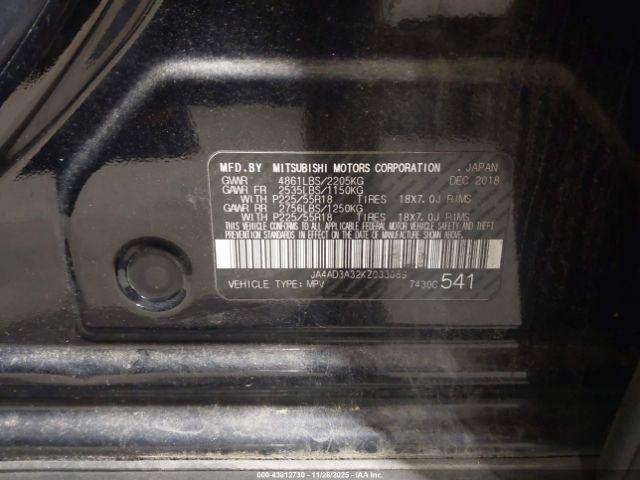 MFD.BY MITSUBISHI MOTORS CORPORATION . JAPAN
GVWR 4861LBS/2205KG DEC 2018
GAWR FR 2535LBS/1150KG
WITH P225/55R18 TIRES 18X7.0J RIMS
GAWR RR 2756LBS/1250KG
WITH P225/55R18 TIRES 18X7.0J RIMS
THIS VEHICLE CONFORMS TO ALL APPLICABLE FEDERAL MOTOR VEHICLE SAFETY AND THEFT
PREVENTION STANDARDS IN EFFECT ON THE DATE OF MANUFACTURE SHOWN ABOVE.
VEHICLE TYPE: MPV 7430C 541
000-43812730 - 11/28/2025 - IAA Inc.